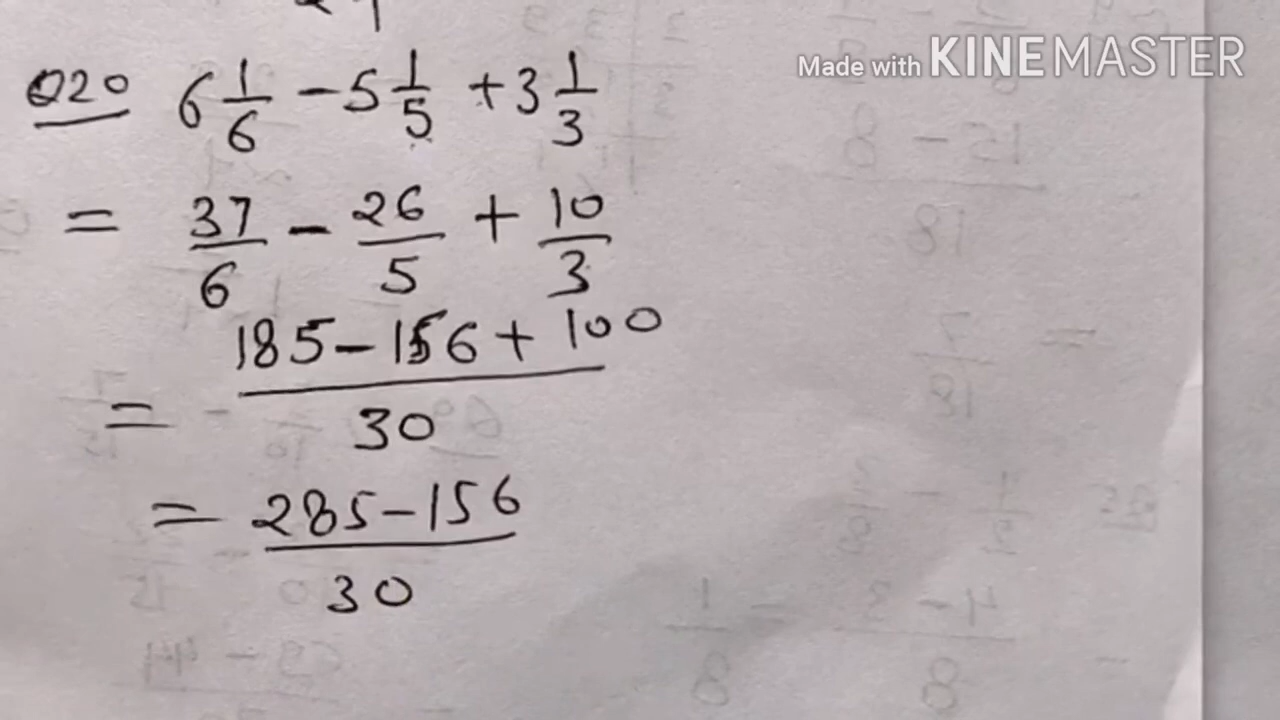 Made with KINEMASTER
Q20 6 1/6 - 5 1/5 + 3 1/3
= 37/6 - 26/5 + 10/3
= 185 - 156 + 100 / 30
= 285 - 156 / 30